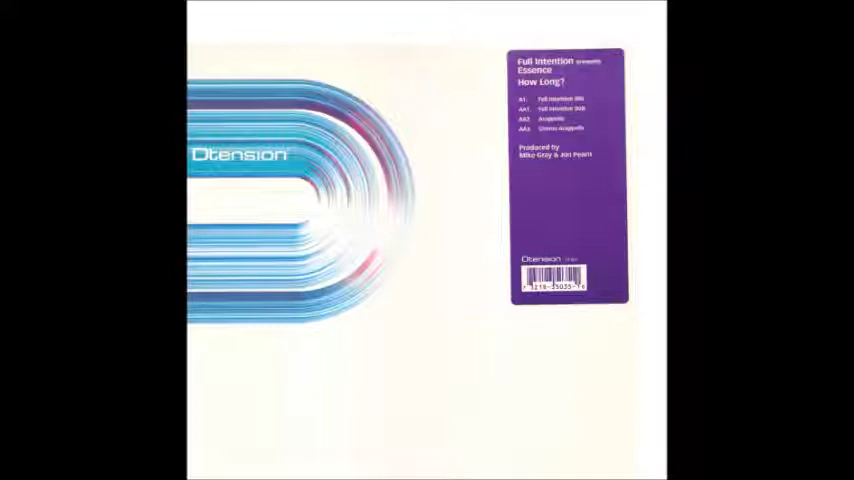 Dtension
Full Intention presents
Essence
How Long?
A1. Full Intention Mix
AA1. Full Intention Dub
AA2. Acappella
AA3. Chorus Acappella
Produced by
Mike Gray & Jon Pearn
Dtension